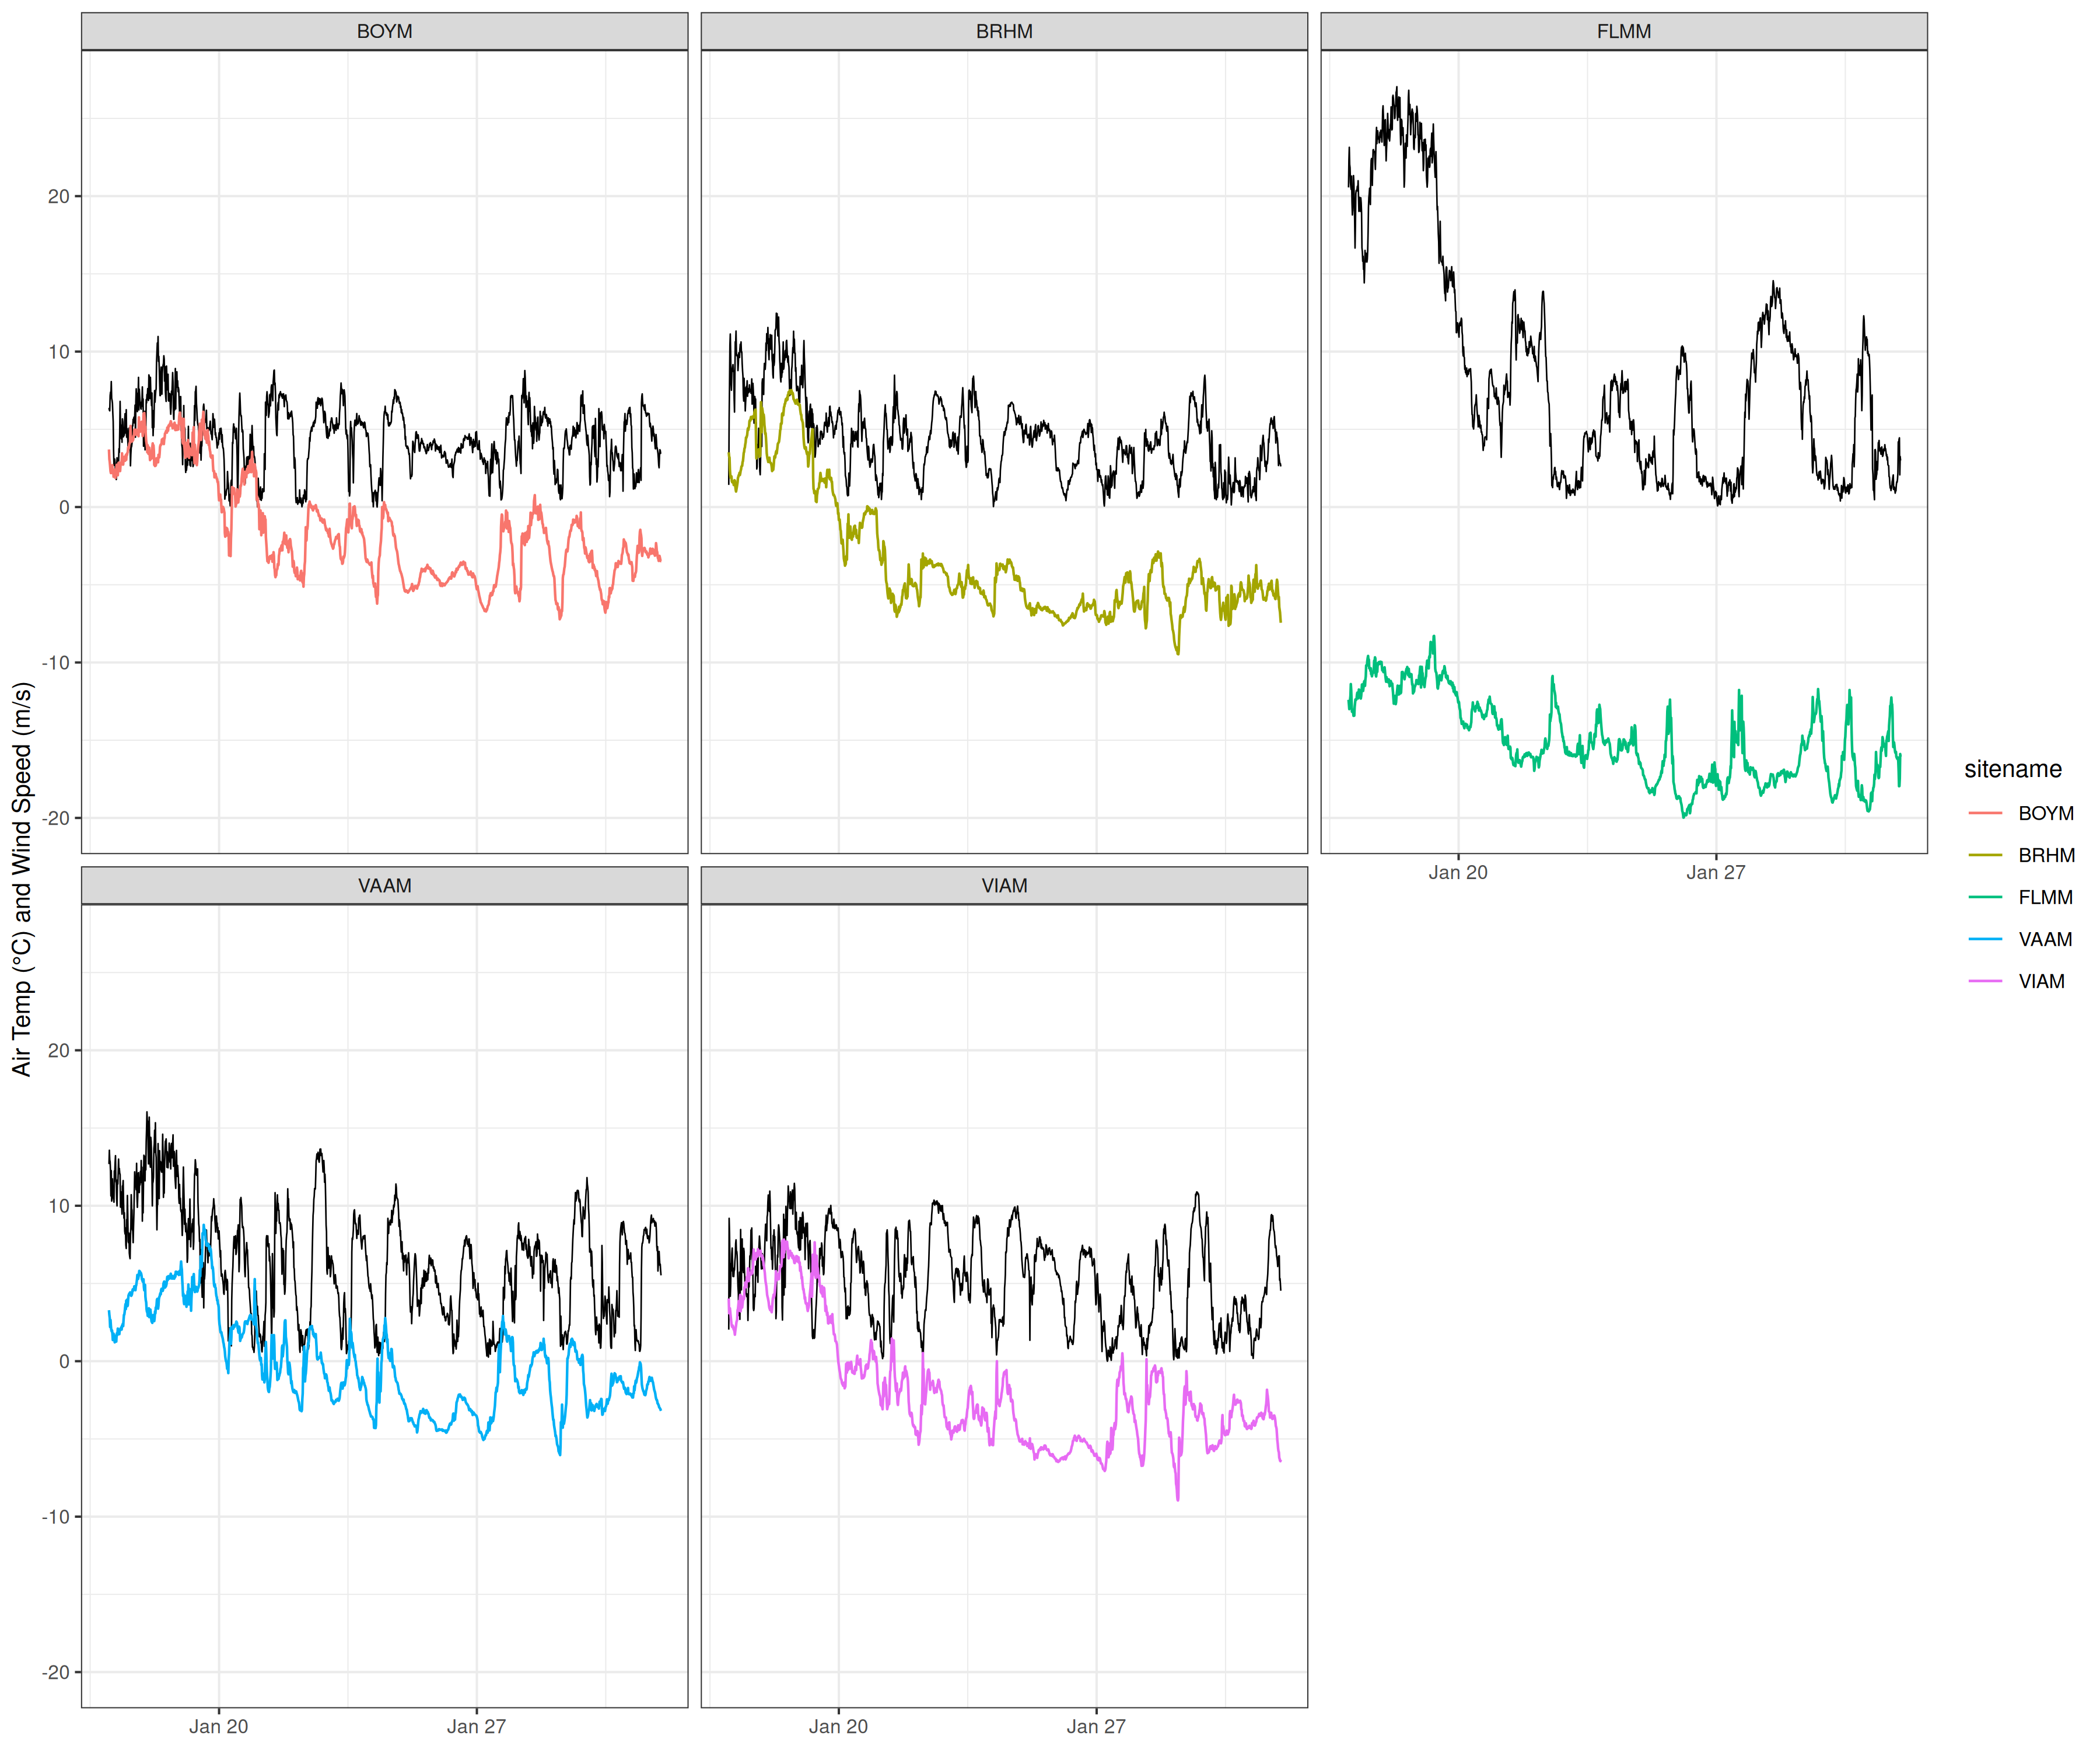 BOYM
BRHM
FLMM
20
10
0
-10
-20
Jan 20
Jan 27
VAAM
VIAM
20
10
0
-10
-20
Jan 20
Jan 27
Jan 20
Jan 27
Air Temp (°C) and Wind Speed (m/s)
sitename
BOYM
BRHM
FLMM
VAAM
VIAM